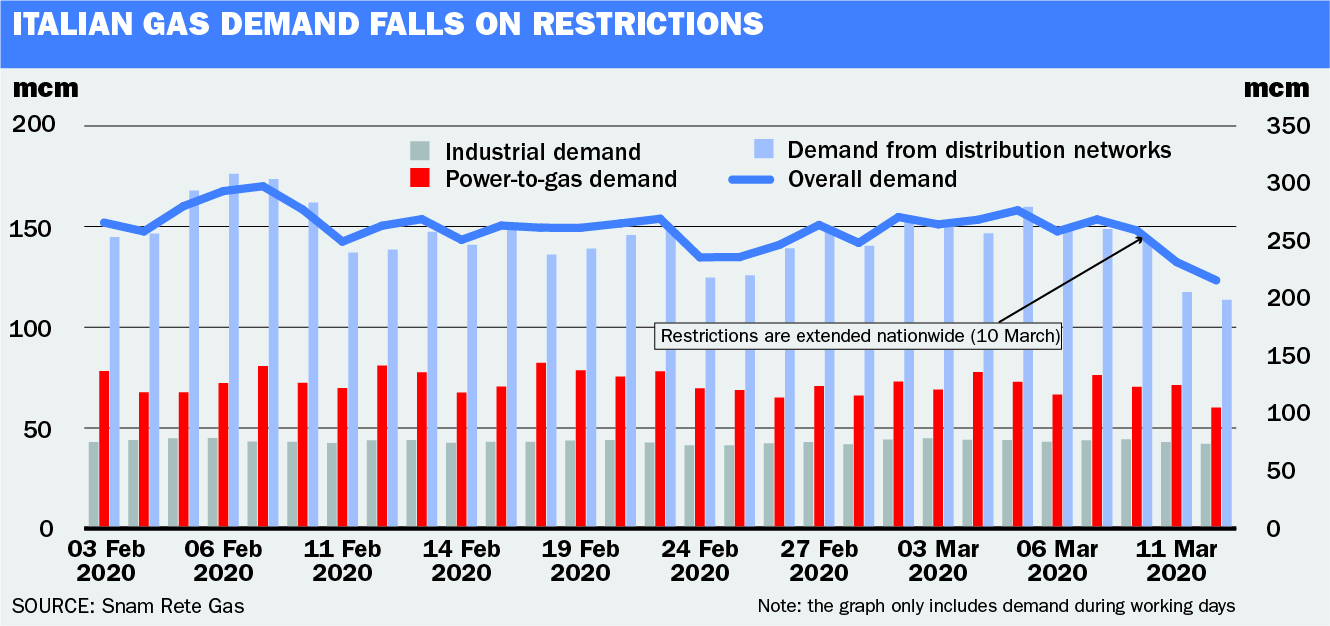 ITALIAN GAS DEMAND FALLS ON RESTRICTIONS
mcm
mcm
200
350
Industrial demand
Demand from distribution networks
Power-to-gas demand
Overall demand
300
150
250
200
100
Restrictions are extended nationwide (10 March)
150
100
50
50
0
0
03 Feb 06 Feb 11 Feb 14 Feb 19 Feb 24 Feb 27 Feb 03 Mar 06 Mar 11 Mar
2020 2020 2020 2020 2020 2020 2020 2020 2020 2020
SOURCE: Snam Rete Gas
Note: the graph only includes demand during working days